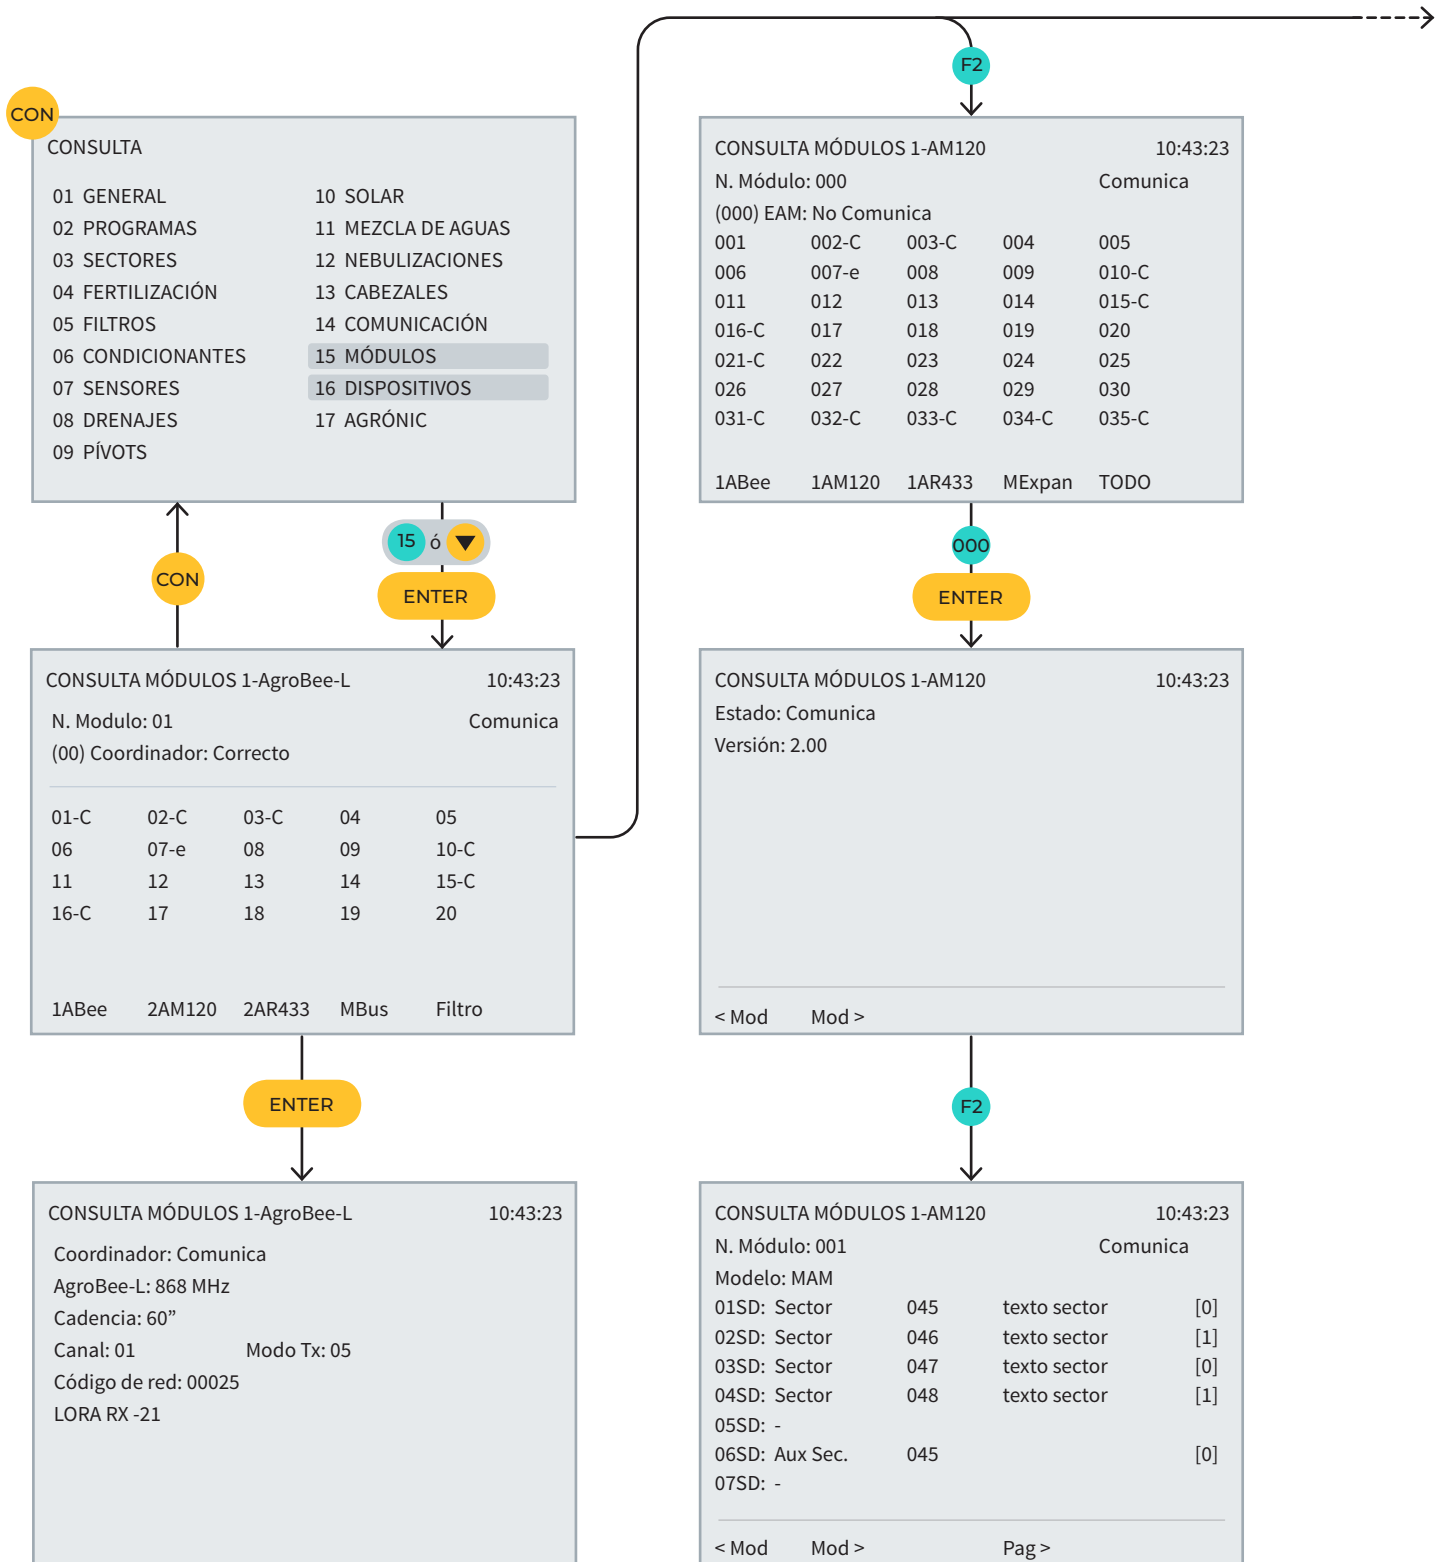 CON
CONSULTA
01 GENERAL
02 PROGRAMAS
03 SECTORES
04 FERTILIZACIÓN
05 FILTROS
06 CONDICIONANTES
07 SENSORES
08 DRENAJES
09 PÍVOTS
10 SOLAR
11 MEZCLA DE AGUAS
12 NEBULIZACIONES
13 CABEZALES
14 COMUNICACIÓN
15 MÓDULOS
16 DISPOSITIVOS
17 AGRÓNIC
CON
15 ó
ENTER
CONSULTA MÓDULOS 1-AgroBee-L 10:43:23
N. Modulo: 01 Comunica
(00) Coordinador: Correcto
01-C 02-C 03-C 04 05
06 07-e 08 09 10-C
11 12 13 14 15-C
16-C 17 18 19 20
1ABee 2AM120 2AR433 MBus Filtro
ENTER
CONSULTA MÓDULOS 1-AgroBee-L 10:43:23
Coordinador: Comunica
AgroBee-L: 868 MHz
Cadencia: 60”
Canal: 01 Modo Tx: 05
Código de red: 00025
LORA RX -21
F2
CONSULTA MÓDULOS 1-AM120 10:43:23
N. Módulo: 000 Comunica
(000) EAM: No Comunica
001 002-C 003-C 004 005
006 007-e 008 009 010-C
011 012 013 014 015-C
016-C 017 018 019 020
021-C 022 023 024 025
026 027 028 029 030
031-C 032-C 033-C 034-C 035-C
1ABee 1AM120 1AR433 MExpan TODO
000
ENTER
CONSULTA MÓDULOS 1-AM120 10:43:23
Estado: Comunica
Versión: 2.00
< Mod Mod >
F2
CONSULTA MÓDULOS 1-AM120 10:43:23
N. Módulo: 001 Comunica
Modelo: MAM
01SD: Sector 045 texto sector [0]
02SD: Sector 046 texto sector [1]
03SD: Sector 047 texto sector [0]
04SD: Sector 048 texto sector [1]
05SD: -
06SD: Aux Sec. 045 [0]
07SD: -
< Mod Mod > Pag >